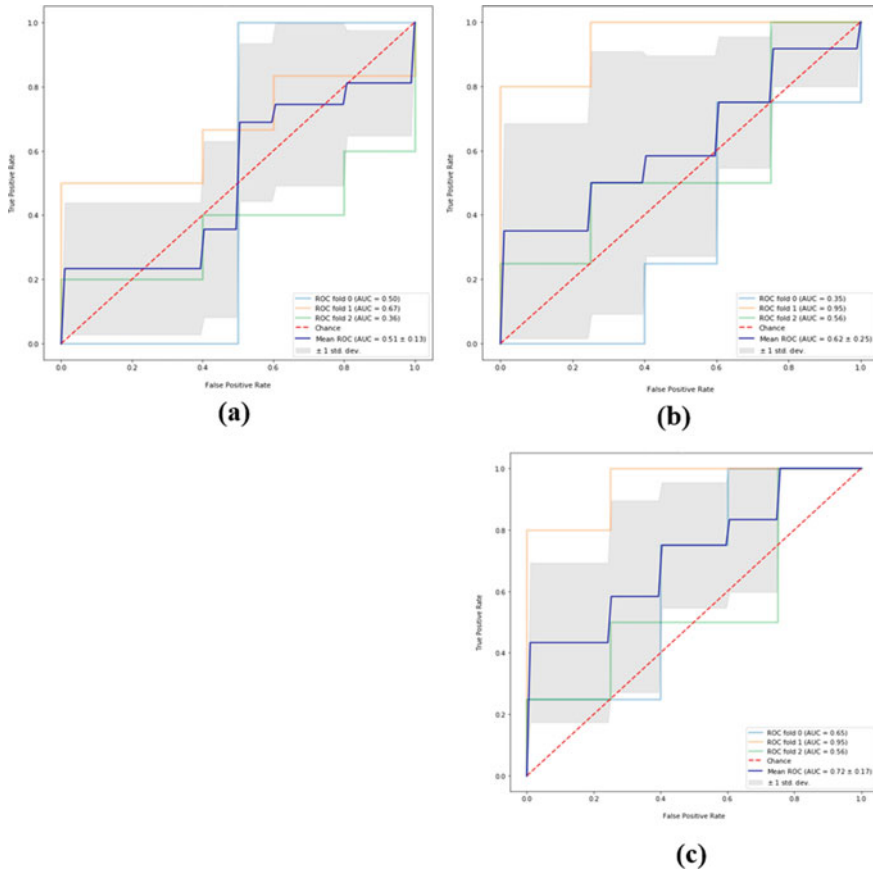 1.0
0.8
0.6
0.4
0.2
0.0
True Positive Rate
ROC fold 0 (AUC = 0.50)
ROC fold 1 (AUC = 0.67)
ROC fold 2 (AUC = 0.36)
Chance
Mean ROC (AUC = 0.51 ± 0.13)
± 1 std. dev.
0.0 0.2 0.4 0.6 0.8 1.0
False Positive Rate
(a)
1.0
0.8
0.6
0.4
0.2
0.0
True Positive Rate
ROC fold 0 (AUC = 0.35)
ROC fold 1 (AUC = 0.95)
ROC fold 2 (AUC = 0.56)
Chance
Mean ROC (AUC = 0.62 ± 0.25)
± 1 std. dev.
0.0 0.2 0.4 0.6 0.8 1.0
False Positive Rate
(b)
1.0
0.8
0.6
0.4
0.2
0.0
True Positive Rate
ROC fold 0 (AUC = 0.65)
ROC fold 1 (AUC = 0.95)
ROC fold 2 (AUC = 0.56)
Chance
Mean ROC (AUC = 0.72 ± 0.17)
± 1 std. dev.
0.0 0.2 0.4 0.6 0.8 1.0
False Positive Rate
(c)